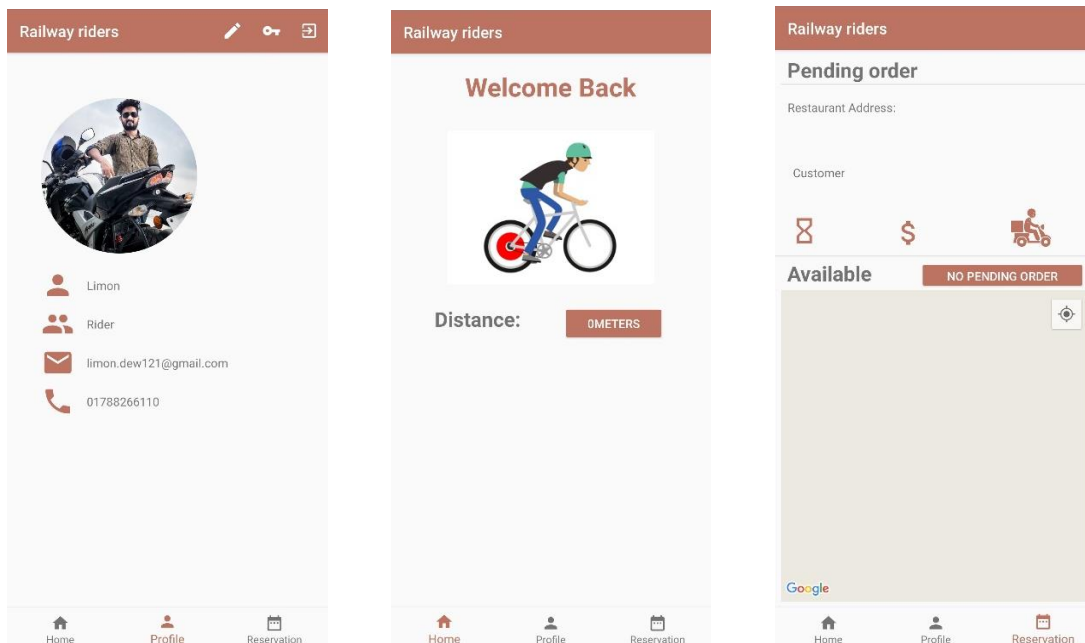 Railway riders
Limon
Rider
limon.dew121@gmail.com
01788266110
Home Profile Reservation
Railway riders
Welcome Back
Distance: 0METERS
Home Profile Reservation
Railway riders
Pending order
Restaurant Address:
Customer
Available NO PENDING ORDER
Google
Home Profile Reservation